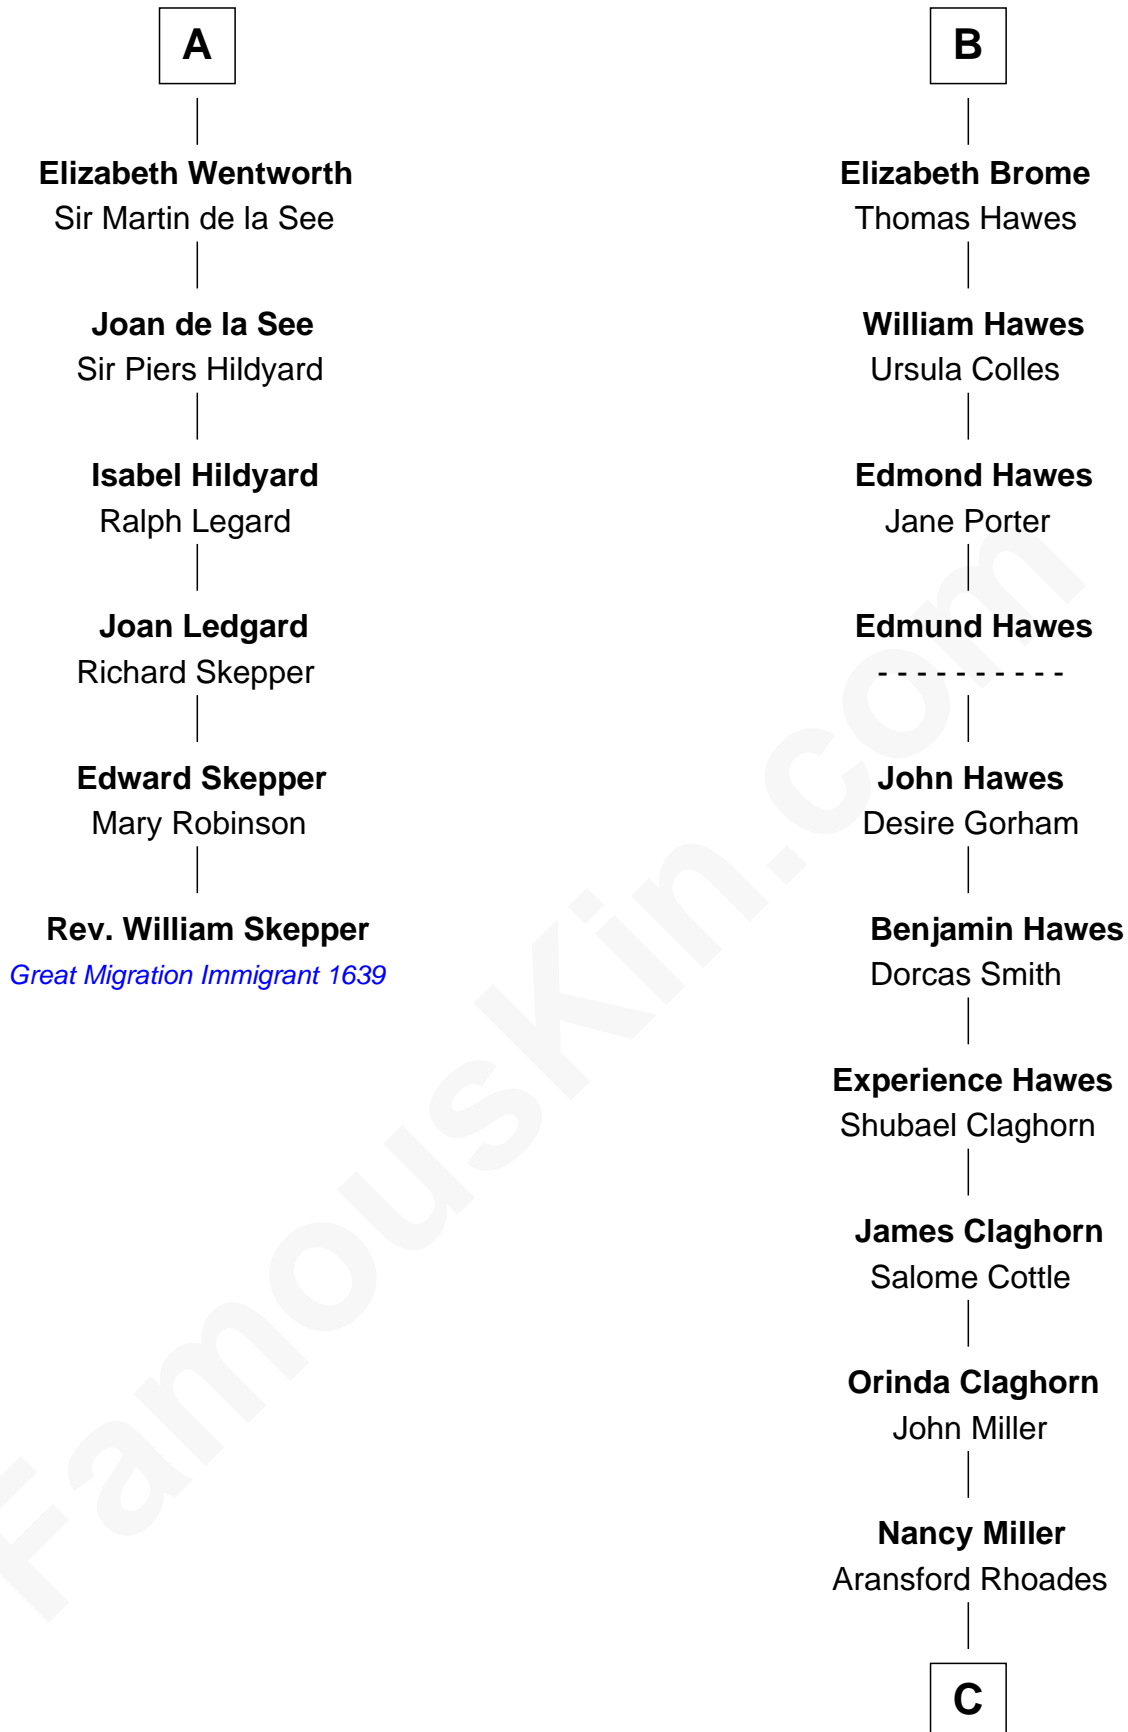 A
Elizabeth Wentworth
Sir Martin de la See
Joan de la See
Sir Piers Hildyard
Isabel Hildyard
Ralph Legard
Joan Ledgard
Richard Skepper
Edward Skepper
Mary Robinson
Rev. William Skepper
Great Migration Immigrant 1639
B
Elizabeth Brome
Thomas Hawes
William Hawes
Ursula Colles
Edmond Hawes
Jane Porter
Edmund Hawes
- - - - - - - - - -
John Hawes
Desire Gorham
Benjamin Hawes
Dorcas Smith
Experience Hawes
Shubael Claghorn
James Claghorn
Salome Cottle
Orinda Claghorn
John Miller
Nancy Miller
Aransford Rhoades
C
FamousKin.com